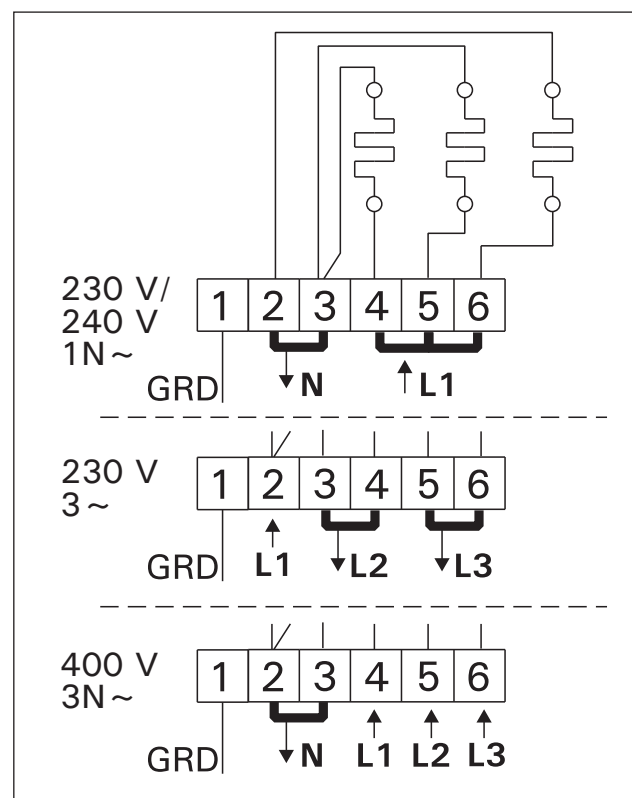 230 V/
240 V
1N~
1 2 3 4 5 6
GRD N L1
230 V
3~
1 2 3 4 5 6
GRD L1 L2 L3
400 V
3N~
1 2 3 4 5 6
GRD N L1 L2 L3